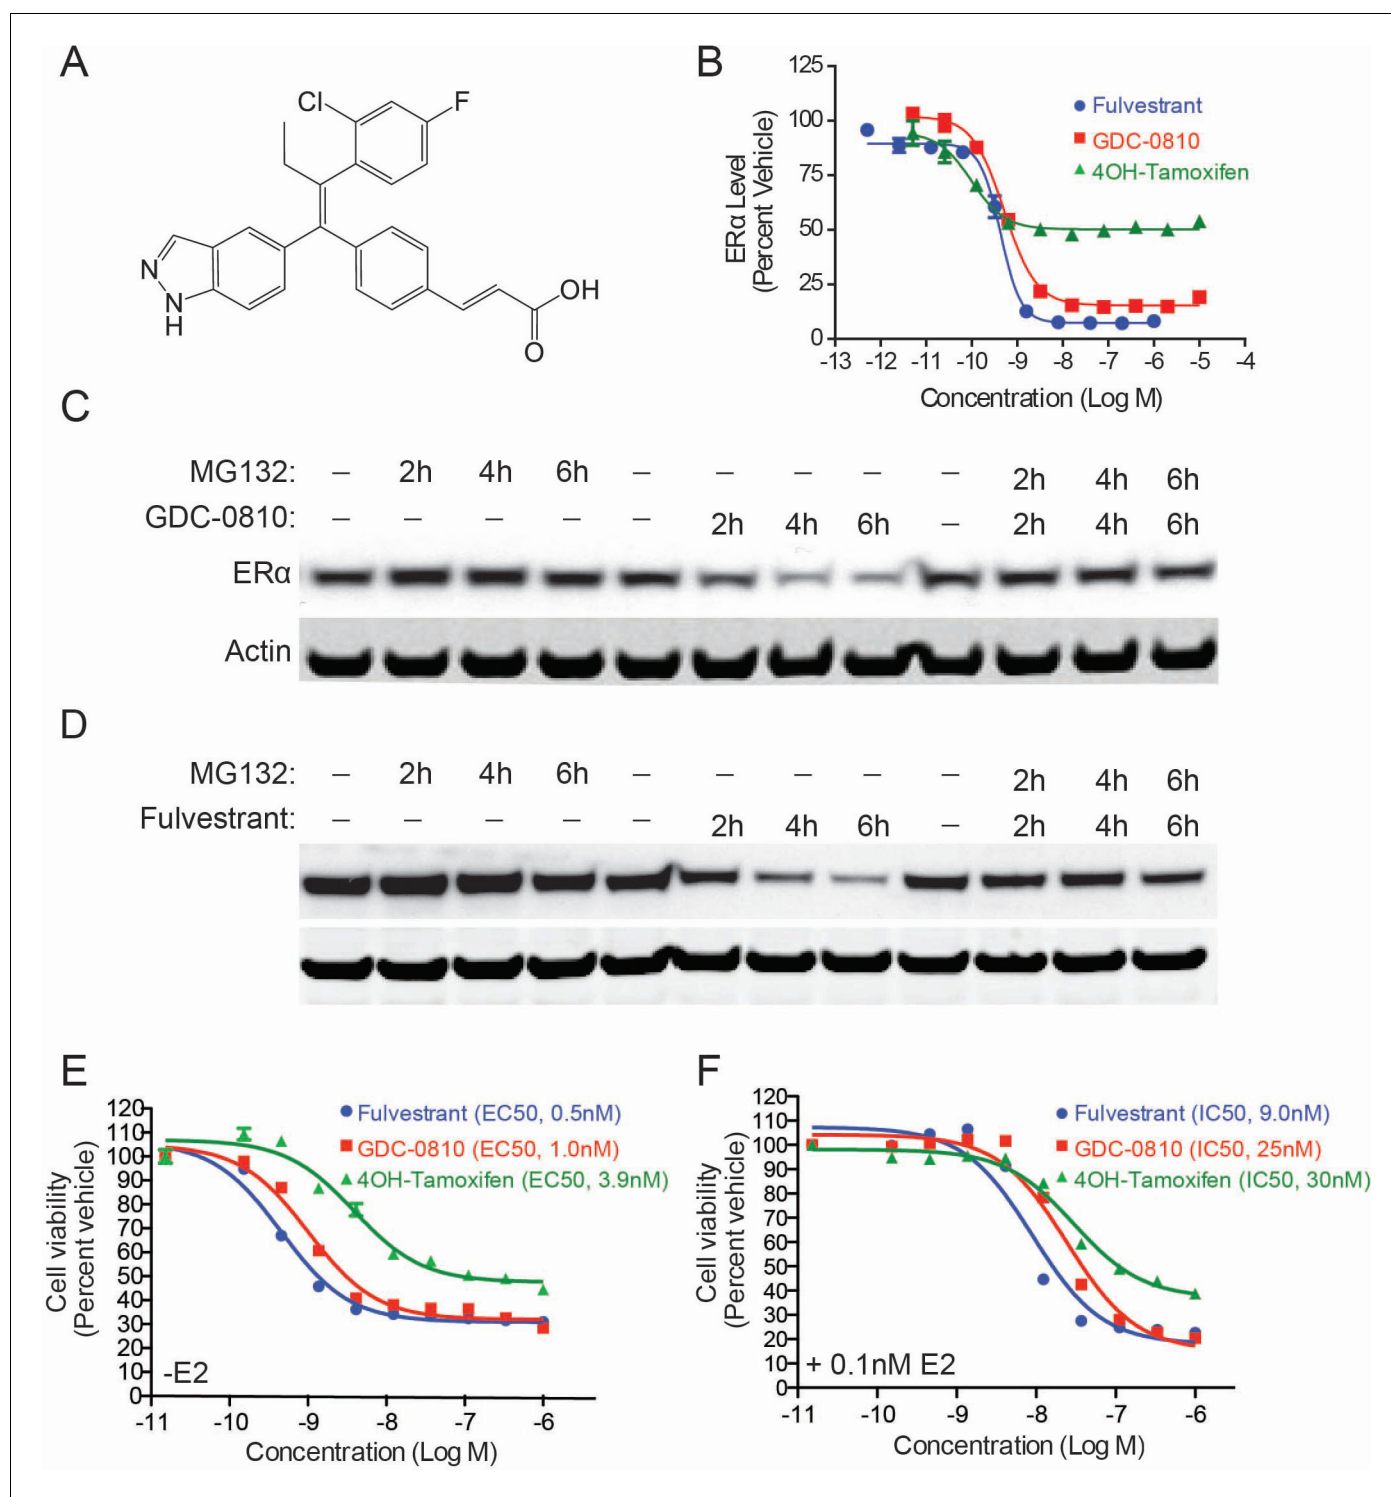 A
Cl
F
N
N
H
OH
O
B
125
100
75
50
25
0
ERα Level
(Percent Vehicle)
Fulvestrant
GDC-0810
4OH-Tamoxifen
-13 -12 -11 -10 -9 -8 -7 -6 -5 -4
Concentration (Log M)
C
MG132: – 2h 4h 6h – – – – – 2h 4h 6h
GDC-0810: – – – – – 2h 4h 6h – 2h 4h 6h
ERα
Actin
D
MG132: – 2h 4h 6h – – – – – 2h 4h 6h
Fulvestrant: – – – – – 2h 4h 6h – 2h 4h 6h
E
120
110
100
90
80
70
60
50
40
30
20
10
0
Cell viability
(Percent vehicle)
Fulvestrant (EC50, 0.5nM)
GDC-0810 (EC50, 1.0nM)
4OH-Tamoxifen (EC50, 3.9nM)
-E2
-11 -10 -9 -8 -7 -6
Concentration (Log M)
F
120
110
100
90
80
70
60
50
40
30
20
10
0
Cell viability
(Percent vehicle)
Fulvestrant (IC50, 9.0nM)
GDC-0810 (IC50, 25nM)
4OH-Tamoxifen (IC50, 30nM)
+ 0.1nM E2
-11 -10 -9 -8 -7 -6
Concentration (Log M)